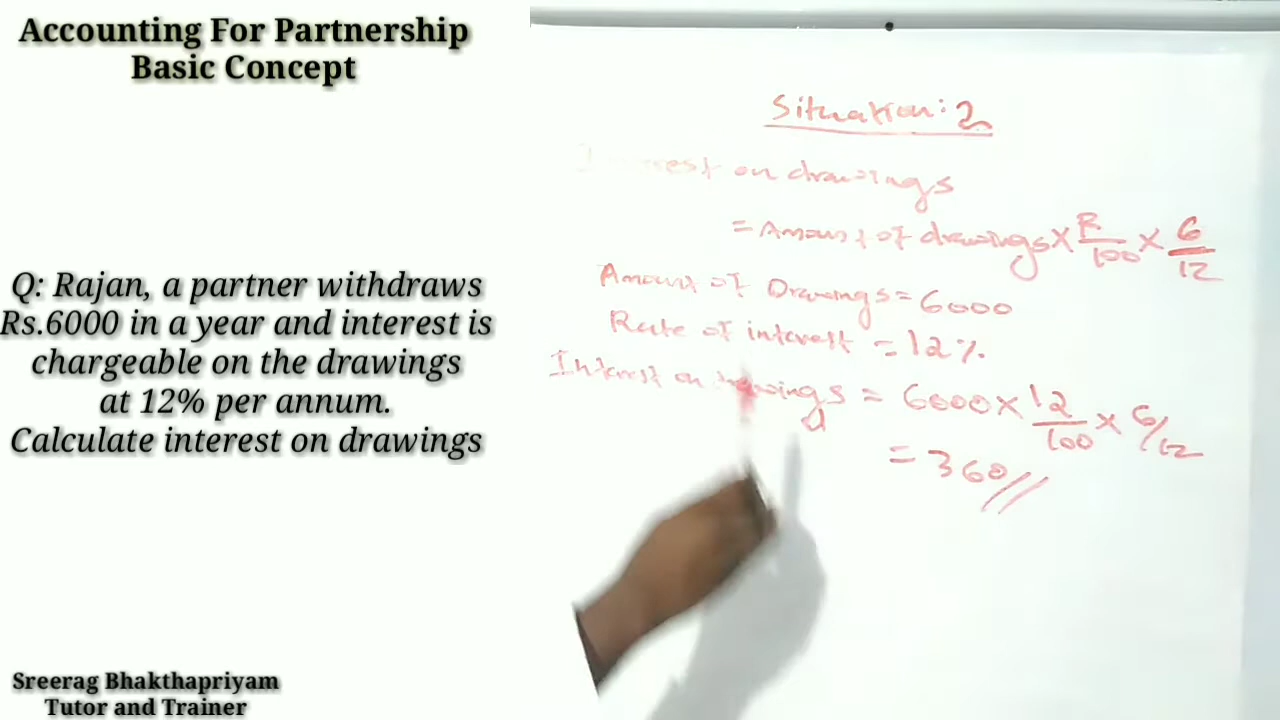 Accounting For Partnership
Basic Concept
Q: Rajan, a partner withdraws
Rs.6000 in a year and interest is
chargeable on the drawings
at 12% per annum.
Calculate interest on drawings
Sreerag Bhakthapriyam
Tutor and Trainer
Situation: 2
Interest on drawings
= Amount of drawings × R/100 × 6/12
Amount of Drawings = 6000
Rate of interest = 12%
Interest on drawings = 6000 × 12/100 × 6/12
= 360//